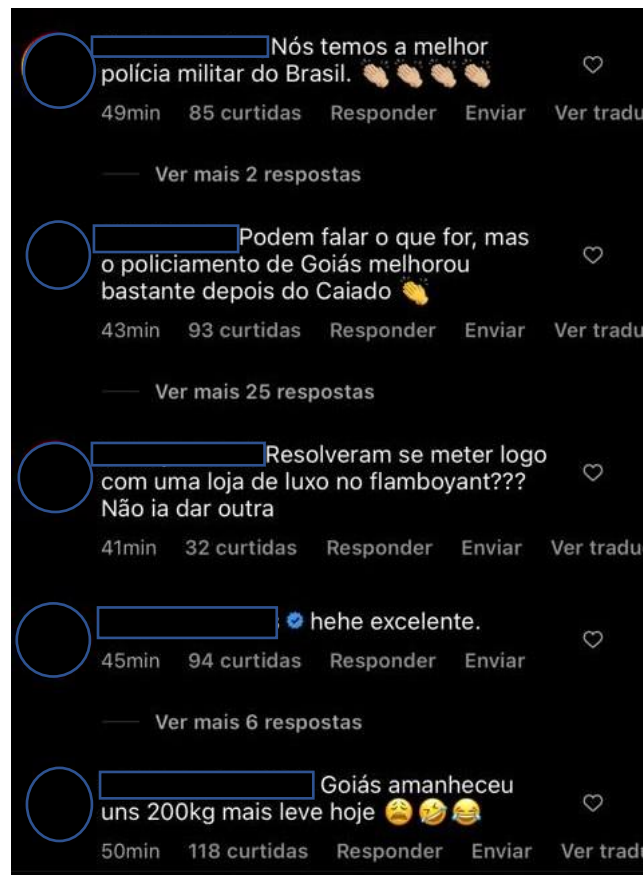 Nós temos a melhor
polícia militar do Brasil. 👏🏼👏🏼👏🏼👏🏼
49min 85 curtidas Responder Enviar Ver tradu
Ver mais 2 respostas
Podem falar o que for, mas
o policiamento de Goiás melhorou
bastante depois do Caiado 👏
43min 93 curtidas Responder Enviar Ver tradu
Ver mais 25 respostas
Resolveram se meter logo
com uma loja de luxo no flamboyant???
Não ia dar outra
41min 32 curtidas Responder Enviar Ver tradu
hehe excelente.
45min 94 curtidas Responder Enviar
Ver mais 6 respostas
Goiás amanheceu
uns 200kg mais leve hoje 😩🤣😂
50min 118 curtidas Responder Enviar Ver tradu